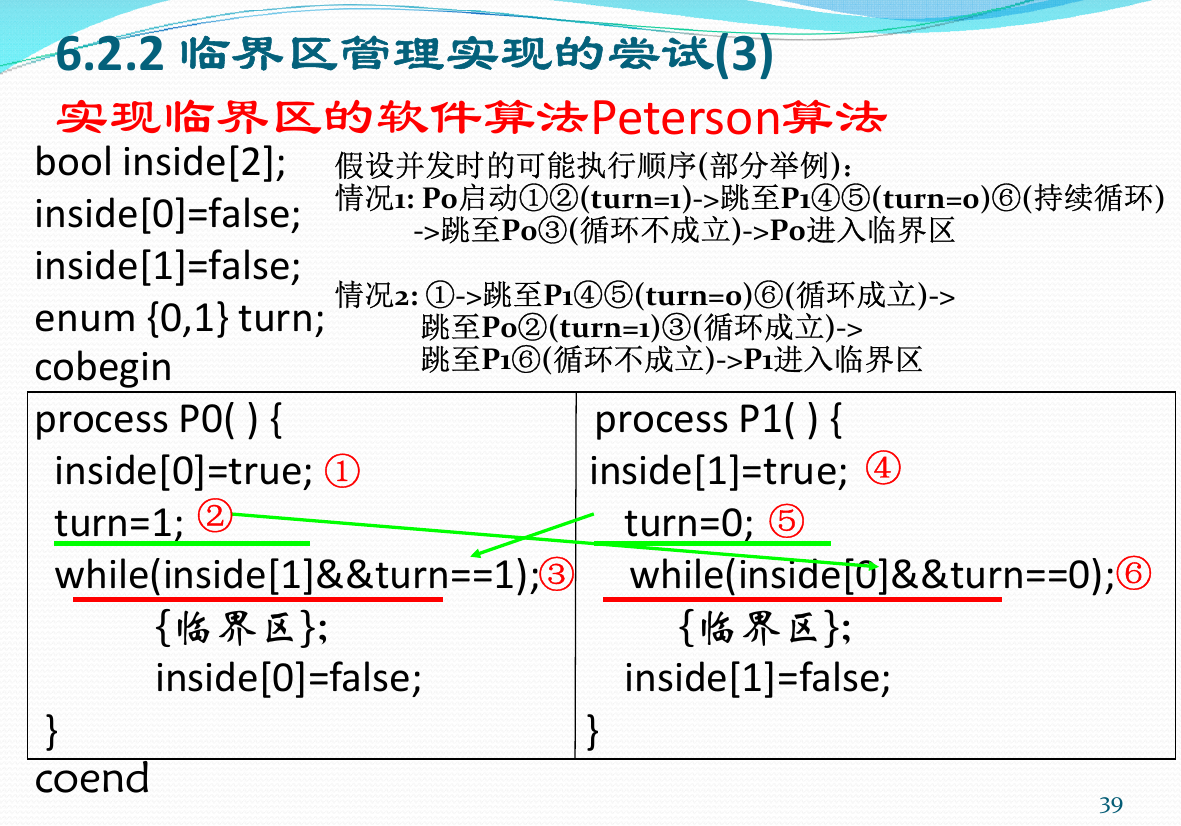 6.2.2 临界区管理实现的尝试(3)
实现临界区的软件算法Peterson算法
bool inside[2];
inside[0]=false;
inside[1]=false;
enum {0,1} turn;
cobegin
假设并发时的可能执行顺序(部分举例)：
情况1: P0启动①②(turn=1)->跳至P1④⑤(turn=0)⑥(持续循环)
->跳至P0③(循环不成立)->P0进入临界区
情况2: ①->跳至P1④⑤(turn=0)⑥(循环成立)->
跳至P0②(turn=1)③(循环成立)->
跳至P1⑥(循环不成立)->P1进入临界区
process P0( ) {
inside[0]=true; ①
turn=1; ②
while(inside[1]&&turn==1);③
{临界区};
inside[0]=false;
}
process P1( ) {
inside[1]=true; ④
turn=0; ⑤
while(inside[0]&&turn==0);⑥
{临界区};
inside[1]=false;
}
coend
39